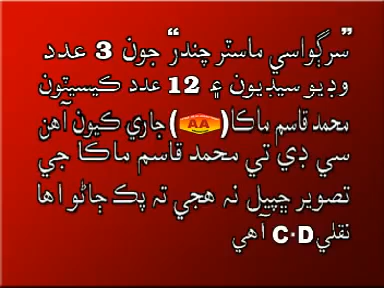 ”سرڳواسي ماستر چندر“ جون 3 عدد
وڊيو سيڊيون ۽ 12 عدد ڪيسيٽون
محمد قاسم ماڪا (AA) جاري ڪيون آهن
سي ڊي تي محمد قاسم ماڪا جي
تصوير ڇپيل نه هجي ته پڪ ڄاڻو اها
نقلي C.D آهي